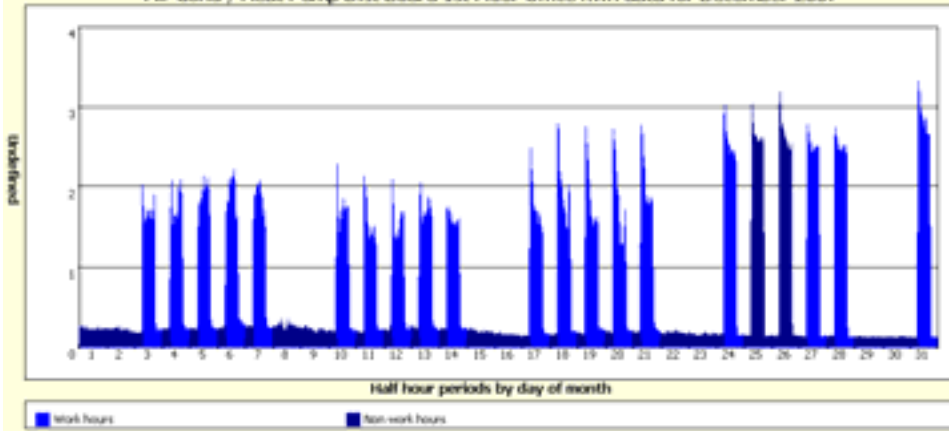 4
3
2
1
0 1 2 3 4 5 6 7 8 9 10 11 12 13 14 15 16 17 18 19 20 21 22 23 24 25 26 27 28 29 30 31
Undefined
Half hour periods by day of month
Work hours
Non-work hours